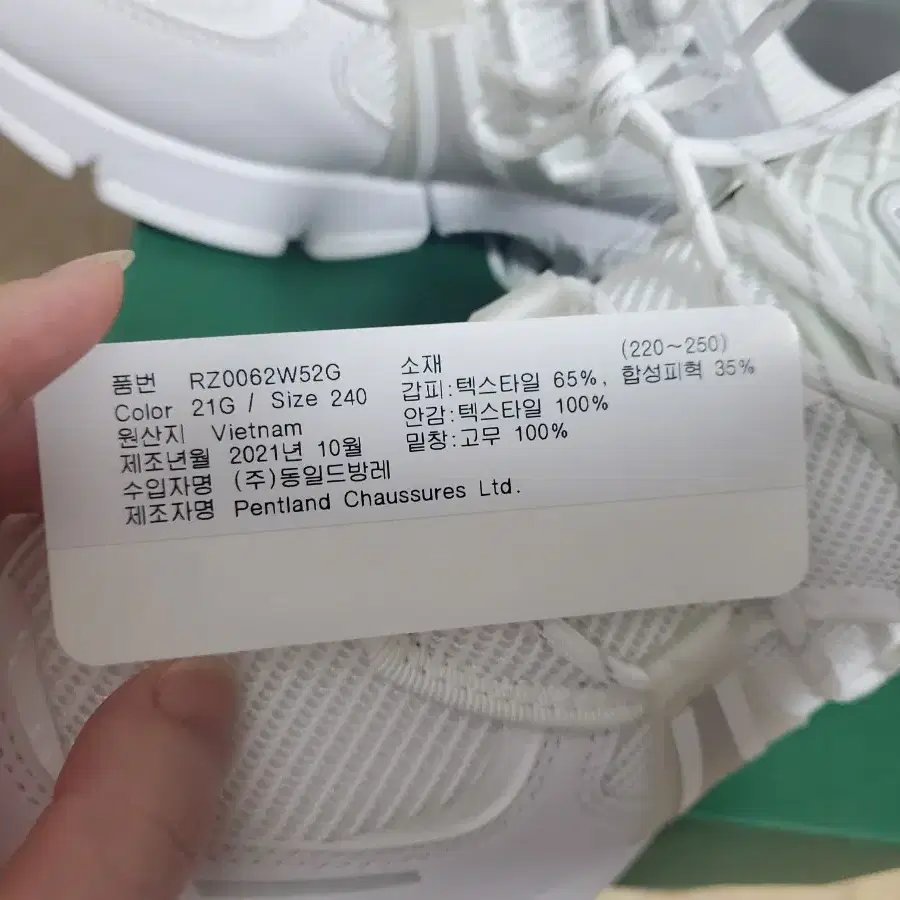 품번 RZ0062W52G
Color 21G / Size 240
원산지 Vietnam
제조년월 2021년 10월
수입자명 (주)동일드방레
제조자명 Pentland Chaussures Ltd.
소재 (220~250)
갑피:텍스타일 65%, 합성피혁 35%
안감:텍스타일 100%
밑창:고무 100%